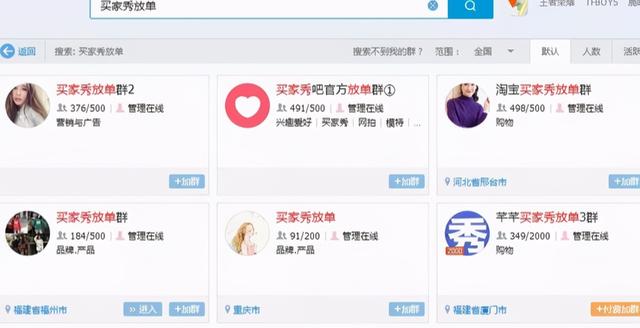 买家秀放单
王者荣耀 TFBOYS
返回 搜索: 买家秀放单 搜索不到我的群? 范围: 全国 默认 人数 活跃
买家秀放单群2
376/500 管理在线
营销与广告
+加群
买家秀吧官方放单群①
491/500 管理在线
兴趣爱好 | 买家秀 | 网拍 | 模特 | ...
+加群
淘宝买家秀放单群
498/500 管理在线
购物
河北省邢台市
买家秀放单群
184/500 管理在线
品牌.产品
福建省福州市 进入 +加群
买家秀放单
91/200 管理在线
品牌.产品
重庆市 +加群
秀
2000
芊芊买家秀放单3群
349/2000 管理在线
购物
福建省厦门市 +付费加群